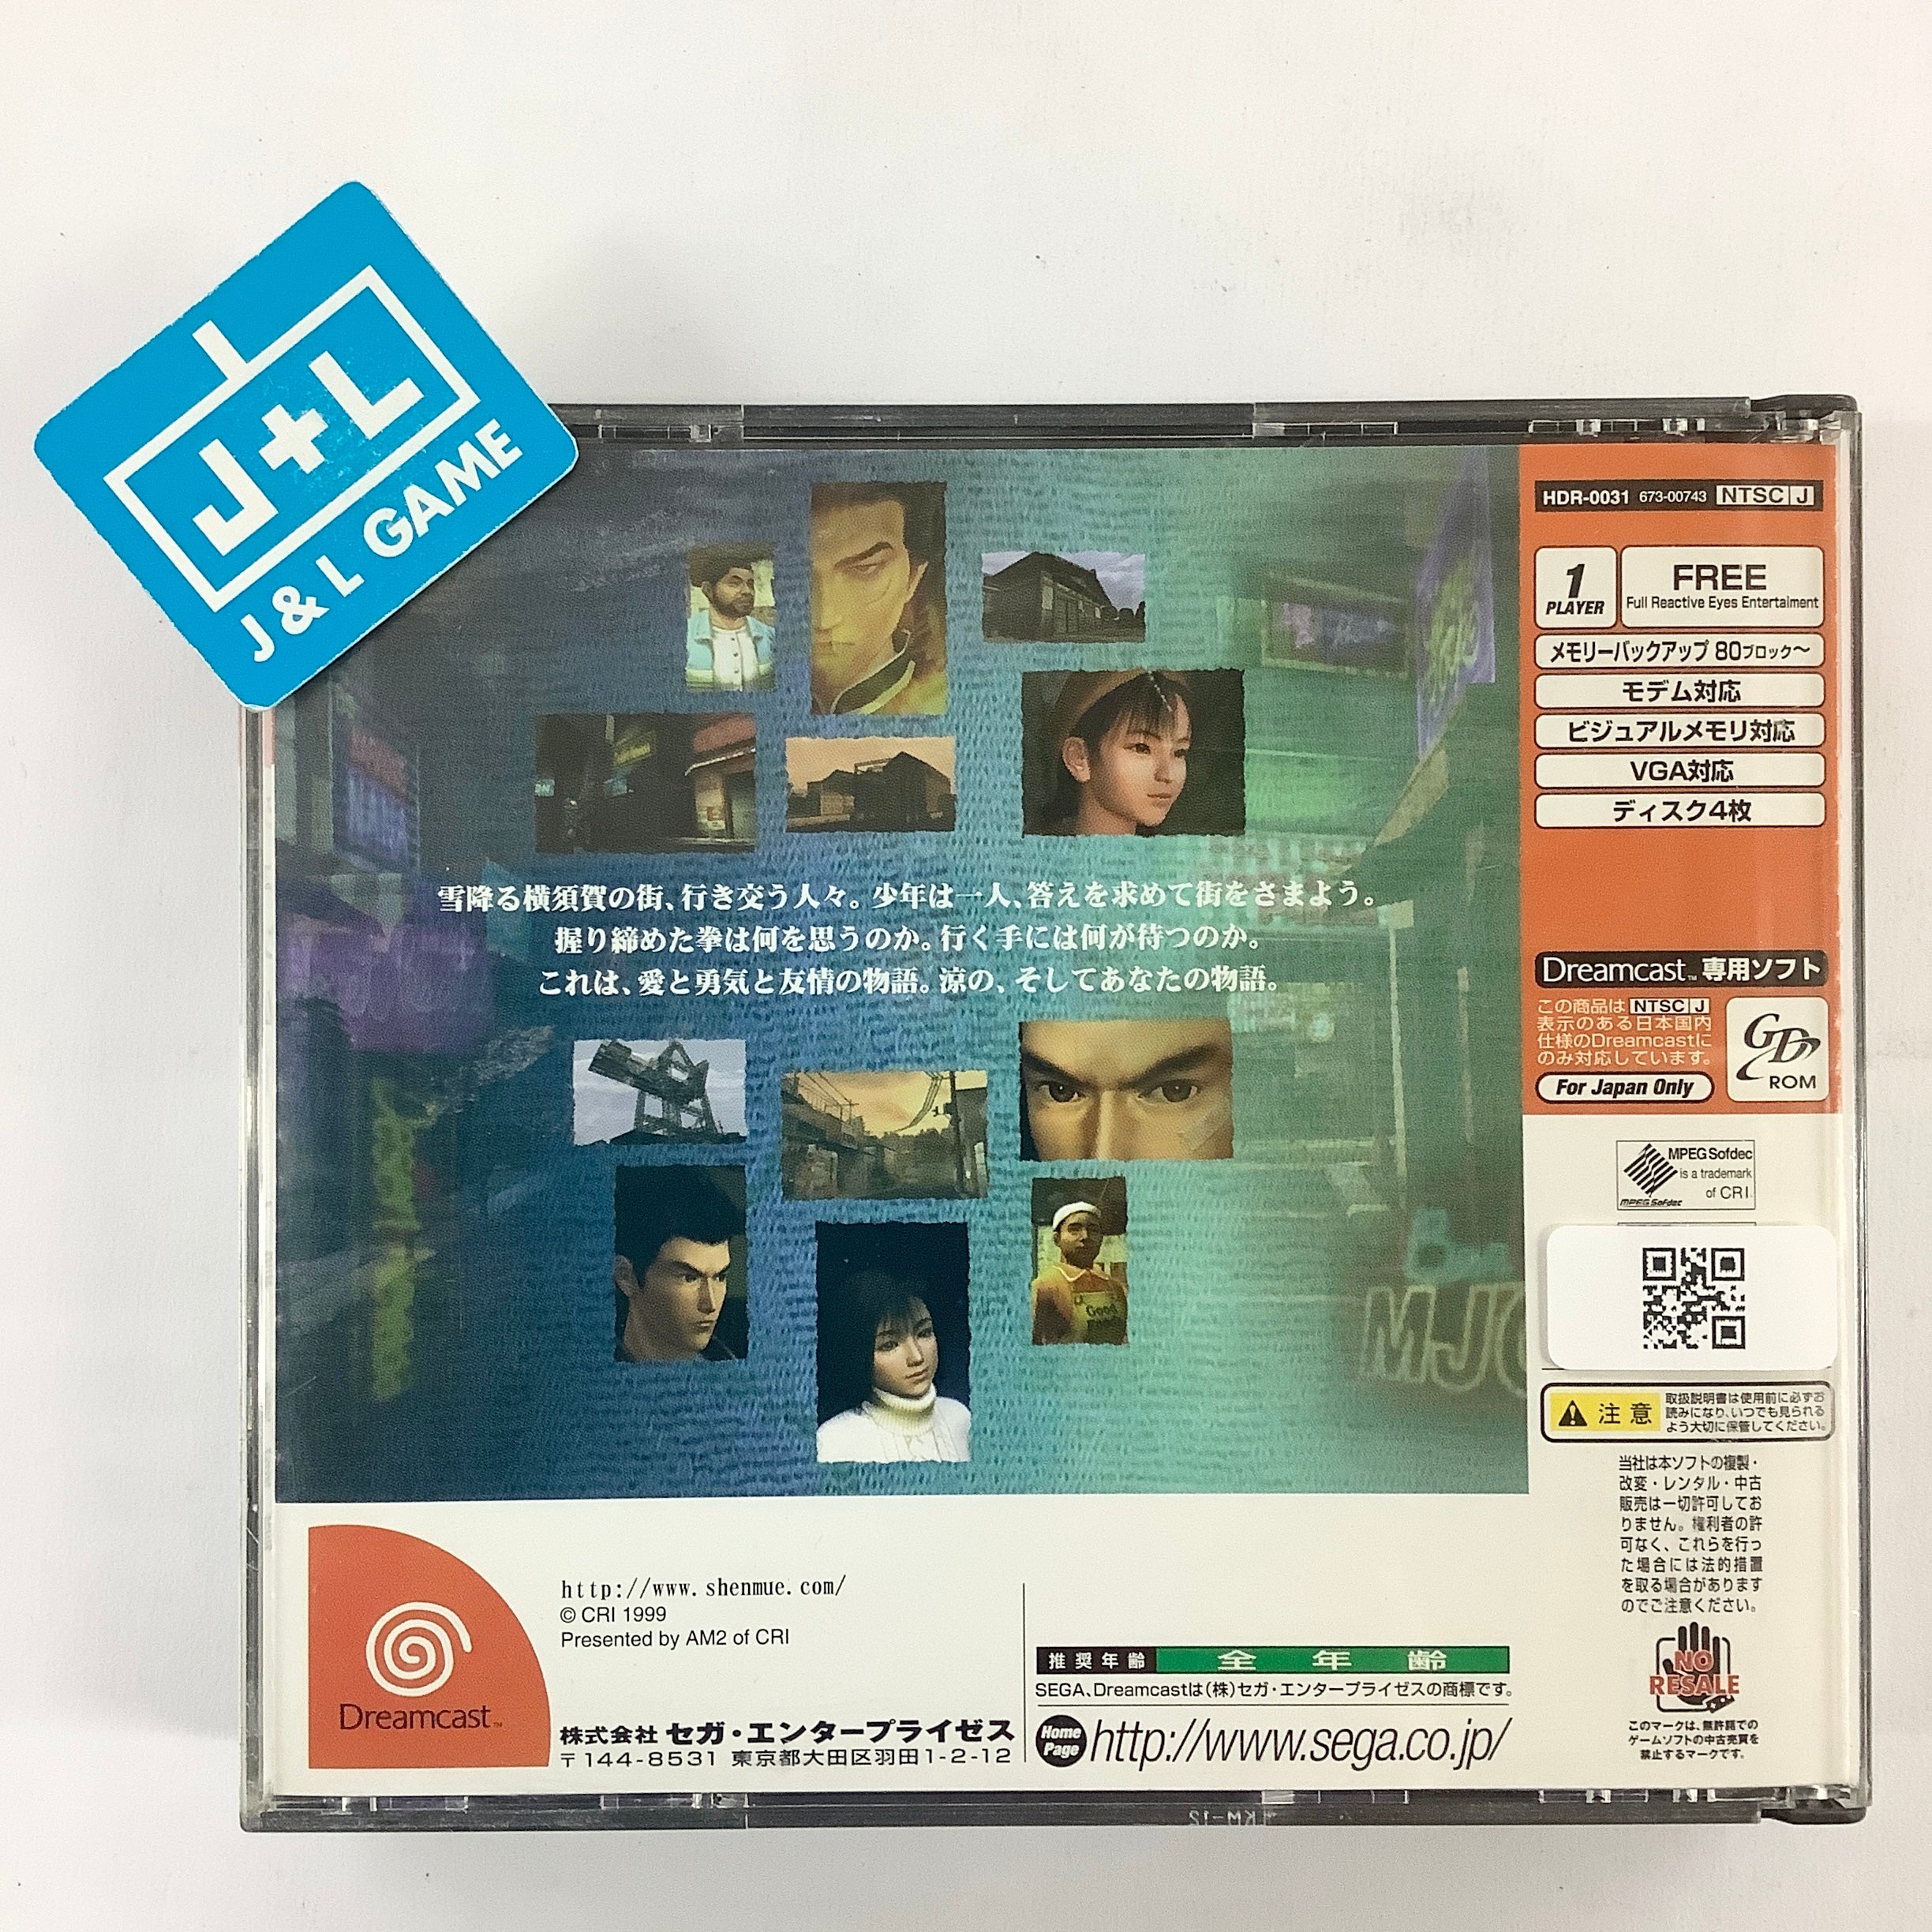 J+L
J & L GAME
HDR-0031 673-00743 NTSC J
1
PLAYER
FREE
Full Reactive Eyes Entertaiment
メモリーバックアップ 80ブロック〜
モデム対応
ビジュアルメモリ対応
VGA対応
ディスク4枚
雪降る横須賀の街、行き交う人々。少年は一人、答えを求めて街をさまよう。
握り締めた拳は何を思うのか。行く手には何が待つのか。
これは、愛と勇気と友情の物語。涼の、そしてあなたの物語。
Dreamcast™ 専用ソフト
この商品は NTSC J
表示のある日本国内
仕様のDreamcastに
のみ対応しています。
For Japan Only
GD
ROM
MPEG Sofdec
is a trademark
of CRI.
MPEG Sofdec
Good
MJQ
注意
取扱説明書は使用前に必ずお
読みになり、いつでも見られる
よう大切に保管してください。
当社は本ソフトの複製・
改変・レンタル・中古
販売は一切許可してお
りません。権利者の許
可なく、これらを行っ
た場合には法的措置
を取る場合があります
のでご注意ください。
NO
RESALE
このマークは、無許諾での
ゲームソフトの中古売買を
禁止するマークです。
Dreamcast™
http://www.shenmue.com/
© CRI 1999
Presented by AM2 of CRI
株式会社 セガ・エンタープライゼス
〒144-8531 東京都大田区羽田1-2-12
推奨年齢 全年齢
SEGA、Dreamcastは(株)セガ・エンタープライゼスの商標です。
Home
Page
http://www.sega.co.jp/
KM-12